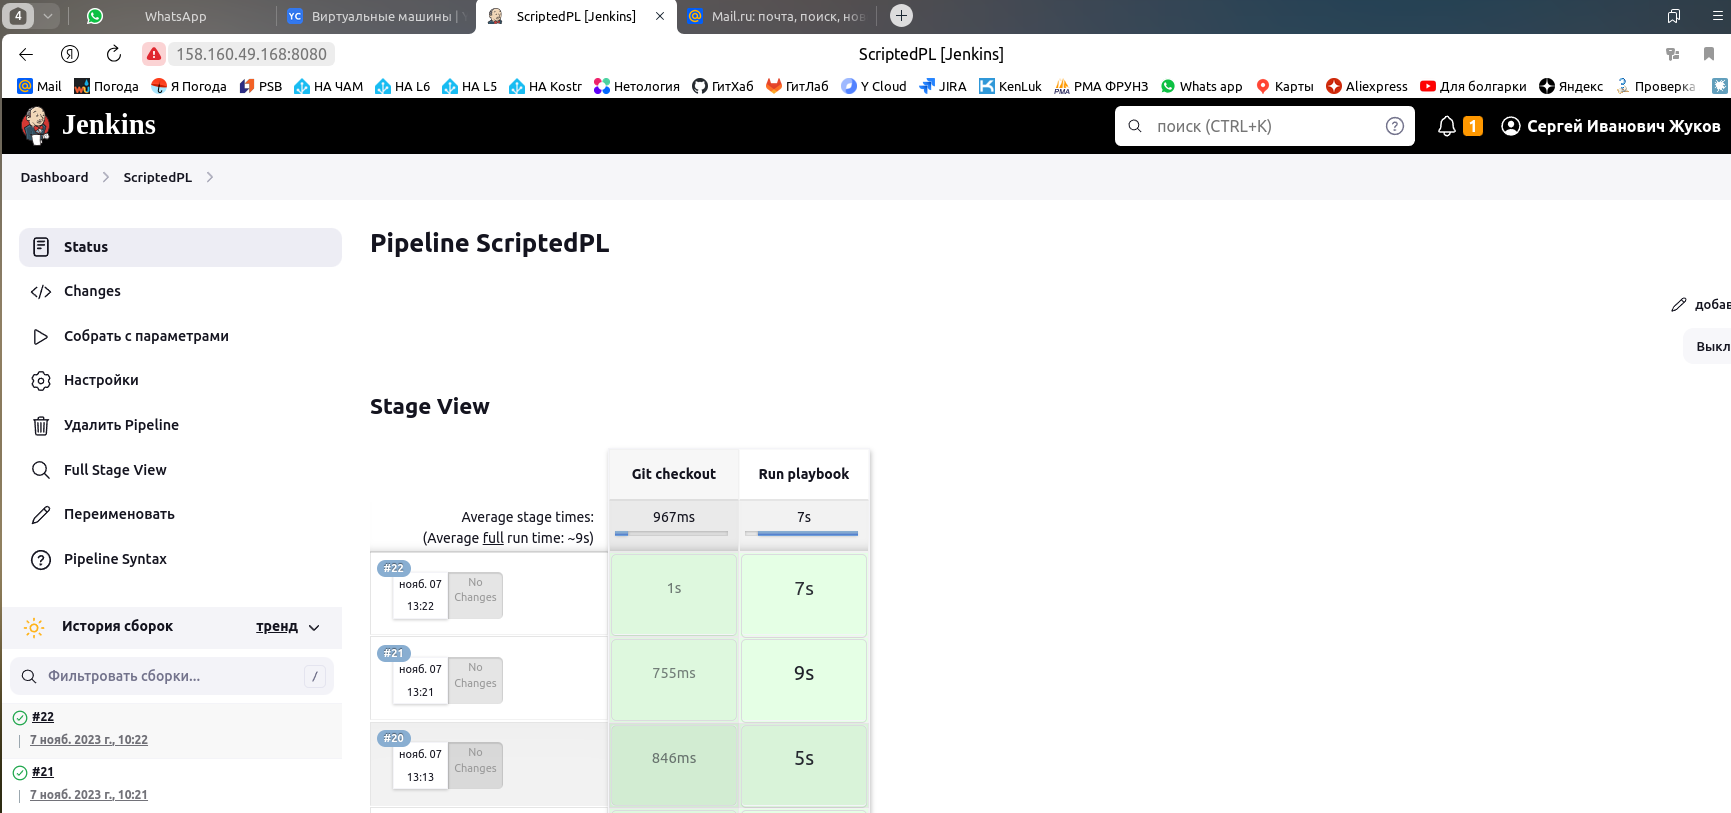 4
WhatsApp
YC Виртуальные машины |
ScriptedPL [Jenkins]
Mail.ru: почта, поиск, нов
Я 158.160.49.168:8080
ScriptedPL [Jenkins]
Mail
Погода
Я Погода
PSB
НА ЧАМ
НА L6
НА L5
НА Kostr
Нетология
ГитХаб
ГитЛаб
Y Cloud
JIRA
KenLuk
РМА РМА ФРУНЗ
Whats app
Карты
Aliexpress
Для болгарки
Яндекс
Проверка
Jenkins
поиск (CTRL+K)
?
1
Сергей Иванович Жуков
Dashboard
ScriptedPL
Status
Changes
Собрать с параметрами
Настройки
Удалить Pipeline
Full Stage View
Переименовать
Pipeline Syntax
История сборок
тренд
Фильтровать сборки...
/
#22
7 нояб. 2023 г., 10:22
#21
7 нояб. 2023 г., 10:21
Pipeline ScriptedPL
добав
Выкл
Stage View
Git checkout
Run playbook
Average stage times:
967ms
7s
(Average full run time: ~9s)
#22
нояб. 07
13:22
No
Changes
1s
7s
#21
нояб. 07
13:21
No
Changes
755ms
9s
#20
нояб. 07
13:13
No
Changes
846ms
5s